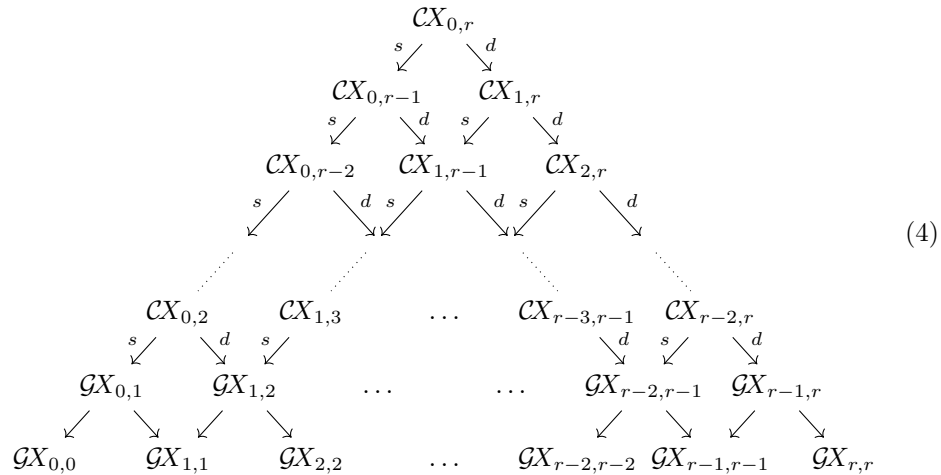 𝒞X_{0,r}
s d
𝒞X_{0,r−1} 𝒞X_{1,r}
s d s d
𝒞X_{0,r−2} 𝒞X_{1,r−1} 𝒞X_{2,r}
s d s d s d
(4)
𝒞X_{0,2} 𝒞X_{1,3} … 𝒞X_{r−3,r−1} 𝒞X_{r−2,r}
s d s d s d
𝒢X_{0,1} 𝒢X_{1,2} … … 𝒢X_{r−2,r−1} 𝒢X_{r−1,r}
𝒢X_{0,0} 𝒢X_{1,1} 𝒢X_{2,2} … 𝒢X_{r−2,r−2} 𝒢X_{r−1,r−1} 𝒢X_{r,r}